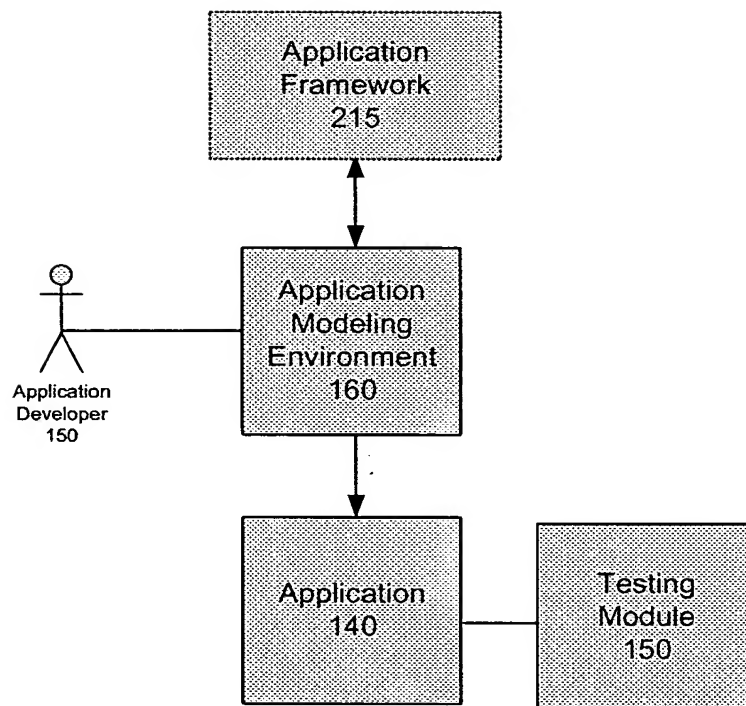 Application
Framework
215
Application
Modeling
Environment
160
Application
Developer
150
Application
140
Testing
Module
150